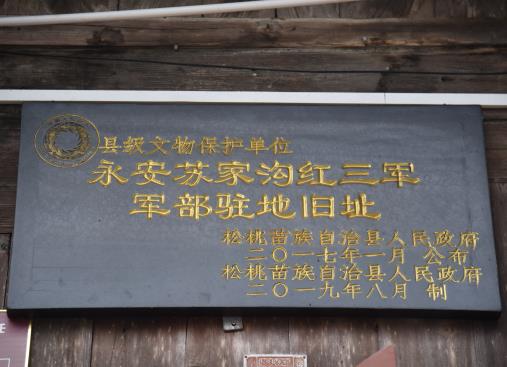 县级文物保护单位
永安苏家沟红三军
军部驻地旧址
松桃苗族自治县人民政府
二〇一七年一月 公布
松桃苗族自治县人民政府
二〇一九年八月 制